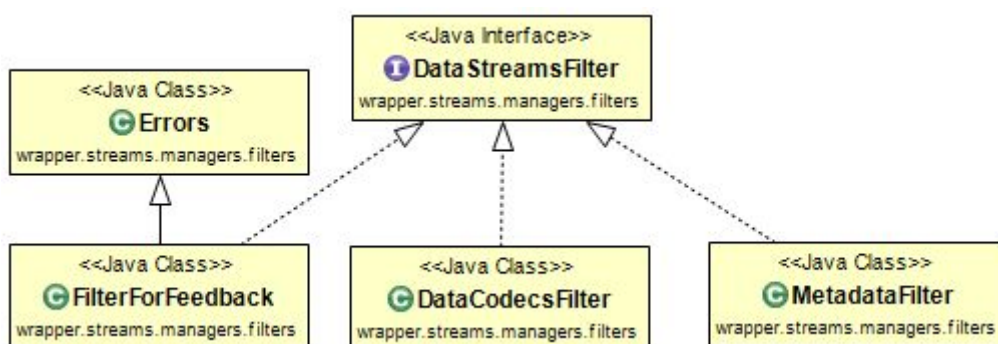 <<Java Interface>>
DataStreamsFilter
wrapper.streams.managers.filters
<<Java Class>>
Errors
wrapper.streams.managers.filters
<<Java Class>>
FilterForFeedback
wrapper.streams.managers.filters
<<Java Class>>
DataCodecsFilter
wrapper.streams.managers.filters
<<Java Class>>
MetadataFilter
wrapper.streams.managers.filters